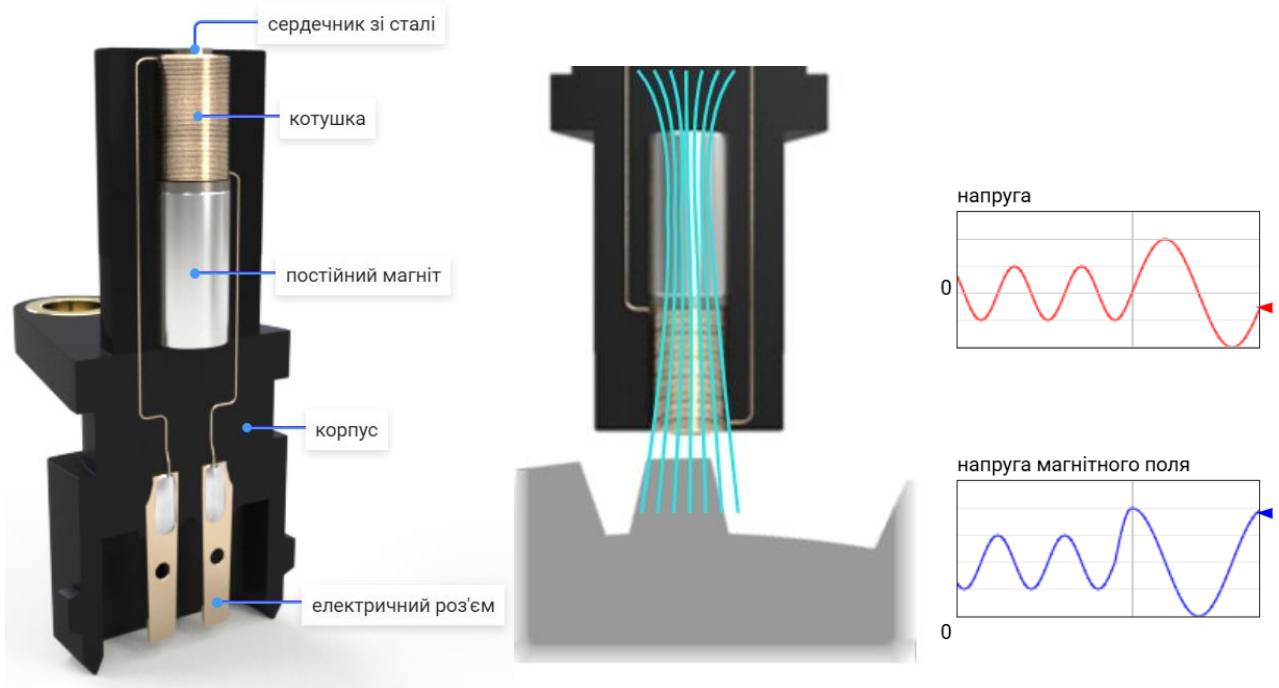 сердечник зі сталі
котушка
постійний магніт
корпус
електричний роз'єм
напруга
0
напруга магнітного поля
0